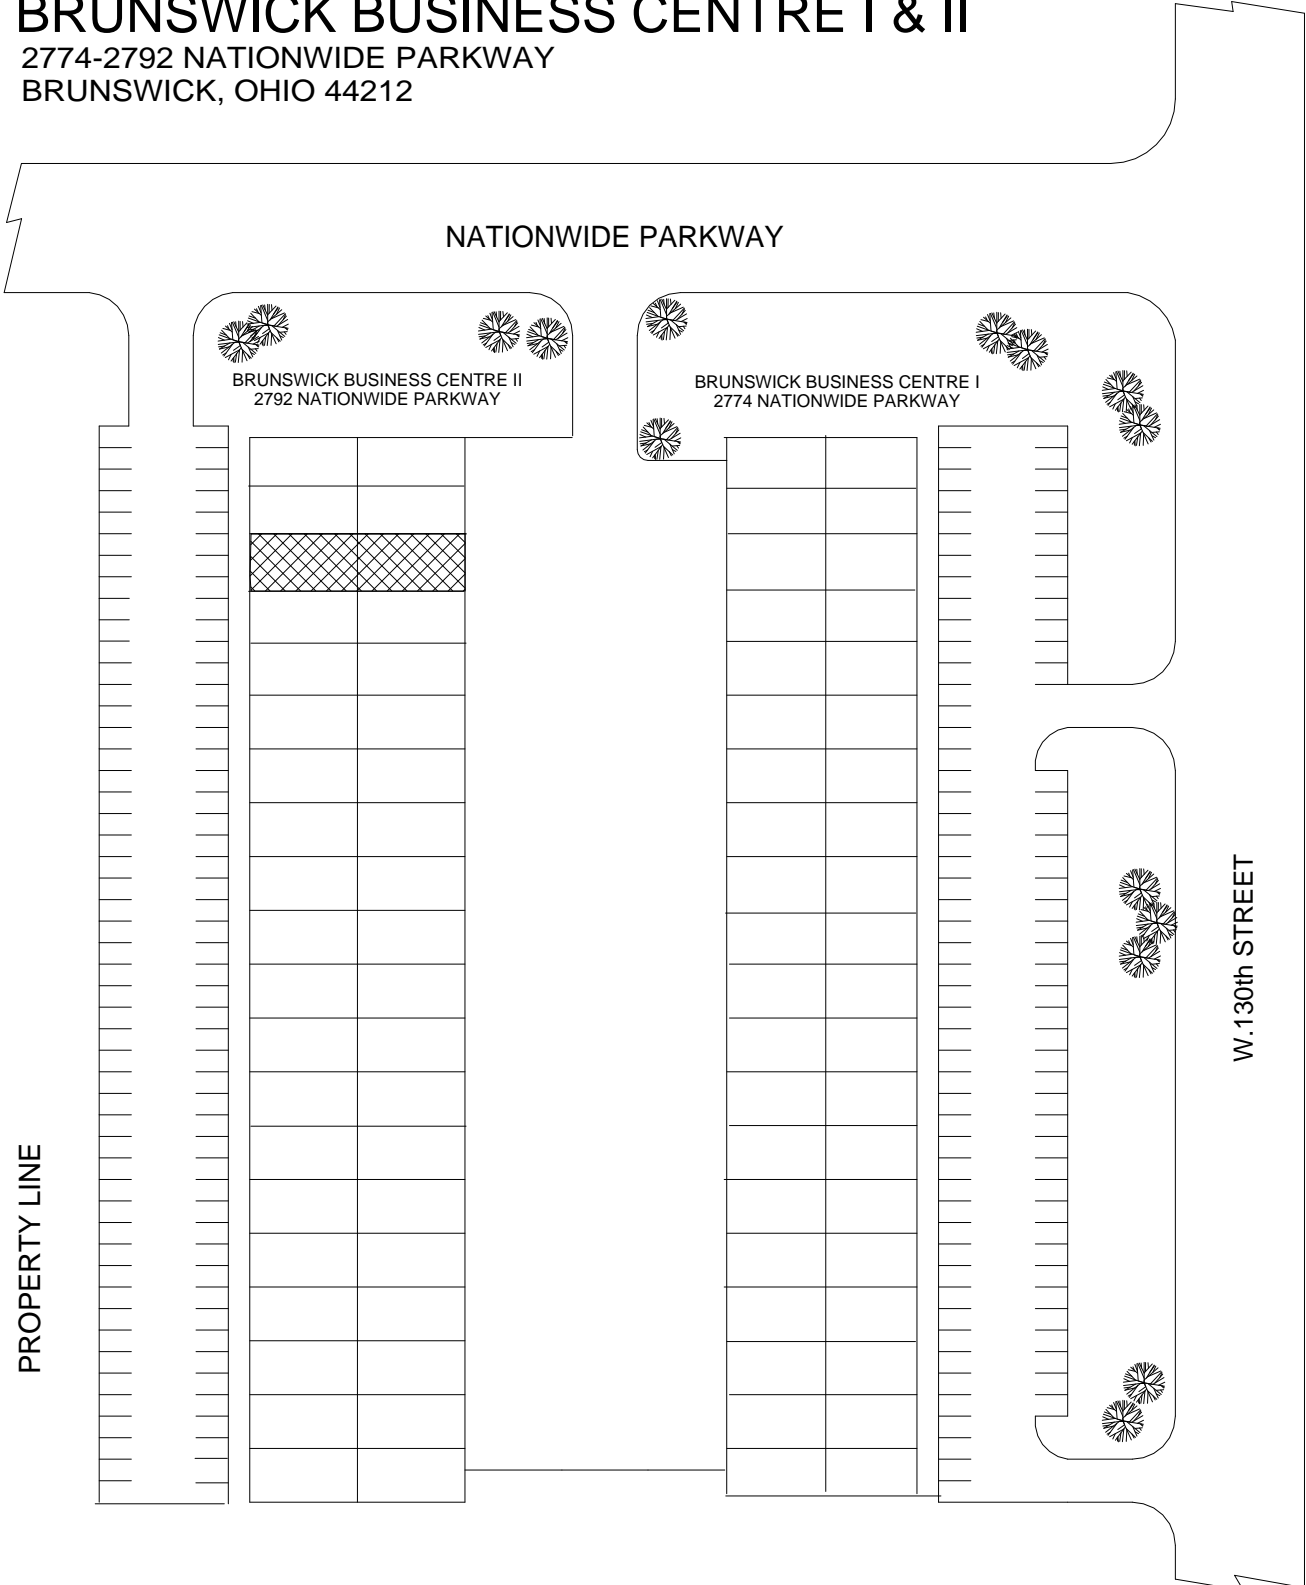 BRUNSWICK BUSINESS CENTRE I & II
2774-2792 NATIONWIDE PARKWAY
BRUNSWICK, OHIO 44212
NATIONWIDE PARKWAY
BRUNSWICK BUSINESS CENTRE II
2792 NATIONWIDE PARKWAY
BRUNSWICK BUSINESS CENTRE I
2774 NATIONWIDE PARKWAY
W.130th STREET
PROPERTY LINE